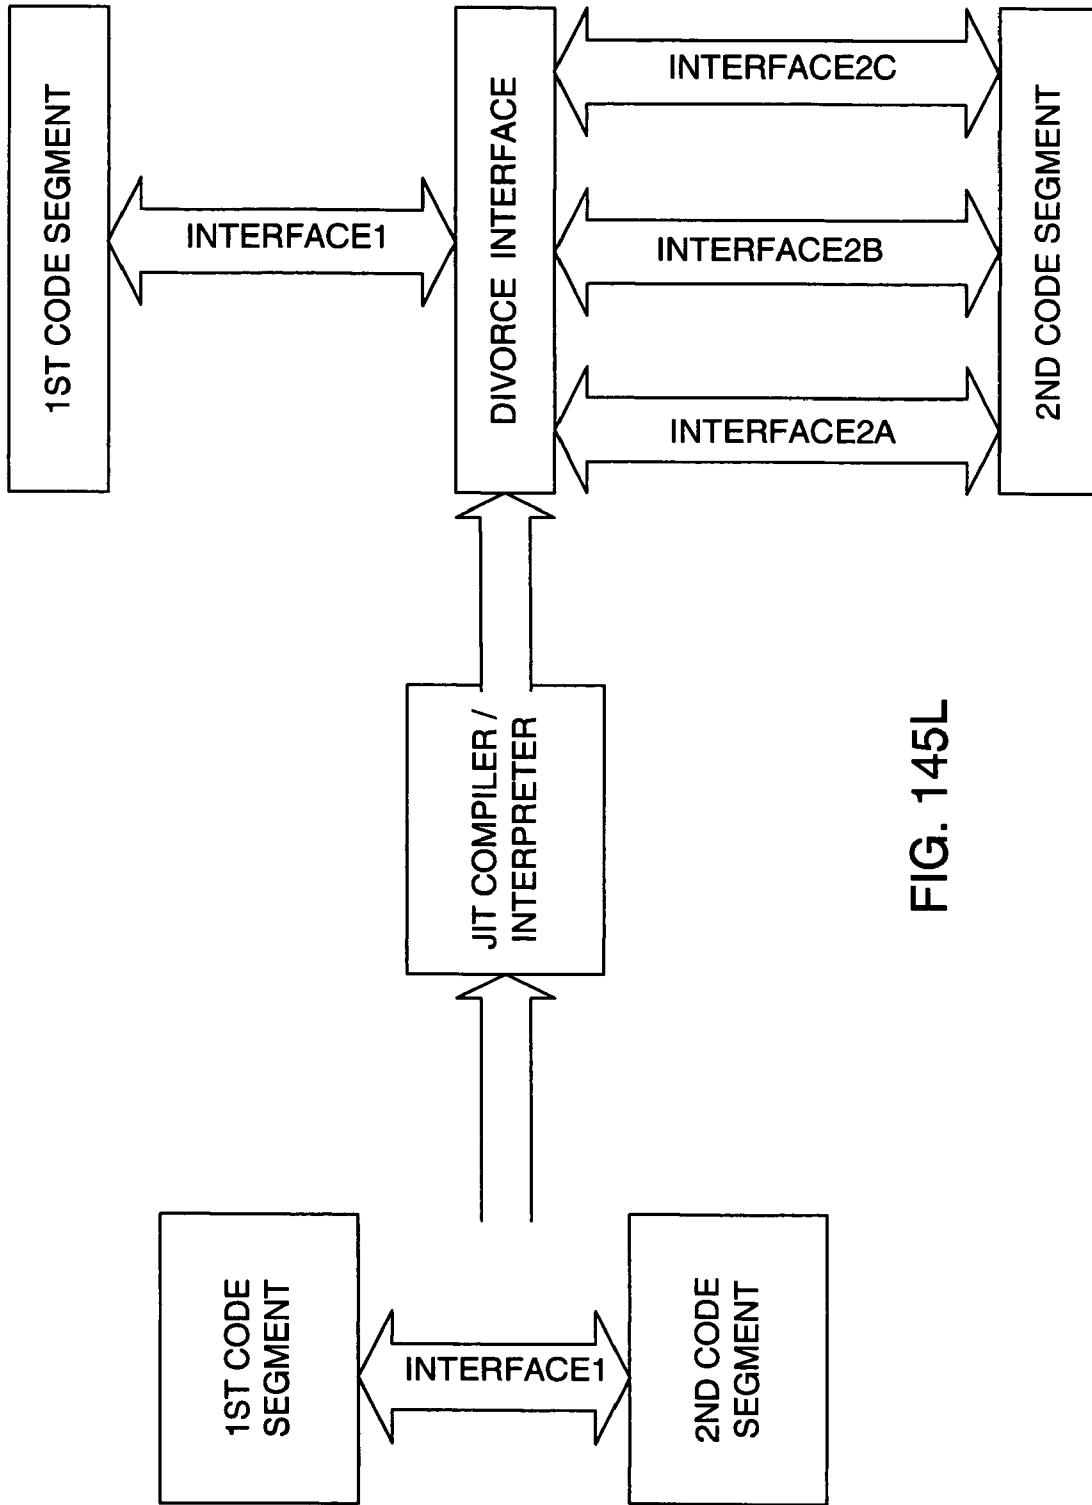 1ST CODE
SEGMENT
INTERFACE1
2ND CODE
SEGMENT
JIT COMPILER /
INTERPRETER
1ST CODE SEGMENT
INTERFACE1
DIVORCE INTERFACE
INTERFACE2A
INTERFACE2B
INTERFACE2C
2ND CODE SEGMENT
FIG. 145L